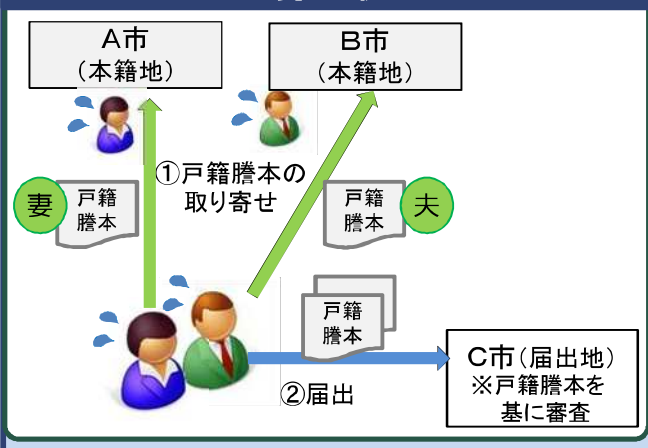 A市
（本籍地）
B市
（本籍地）
①戸籍謄本の
取り寄せ
妻
戸籍
謄本
戸籍
謄本
夫
戸籍
謄本
②届出
C市（届出地）
※戸籍謄本を
基に審査